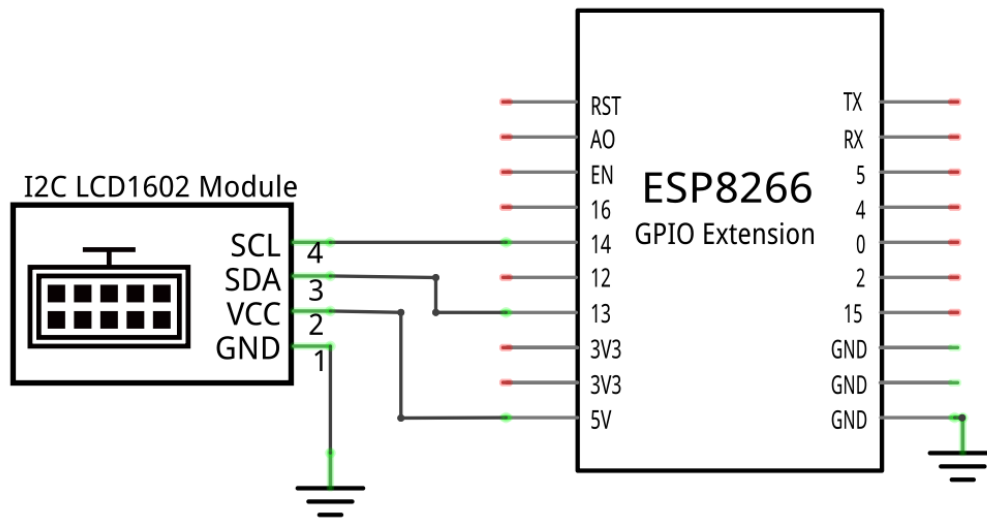 I2C LCD1602 Module
SCL 4
SDA 3
VCC 2
GND 1
ESP8266
GPIO Extension
RST
AO
EN
16
14
12
13
3V3
3V3
5V
TX
RX
5
4
0
2
15
GND
GND
GND